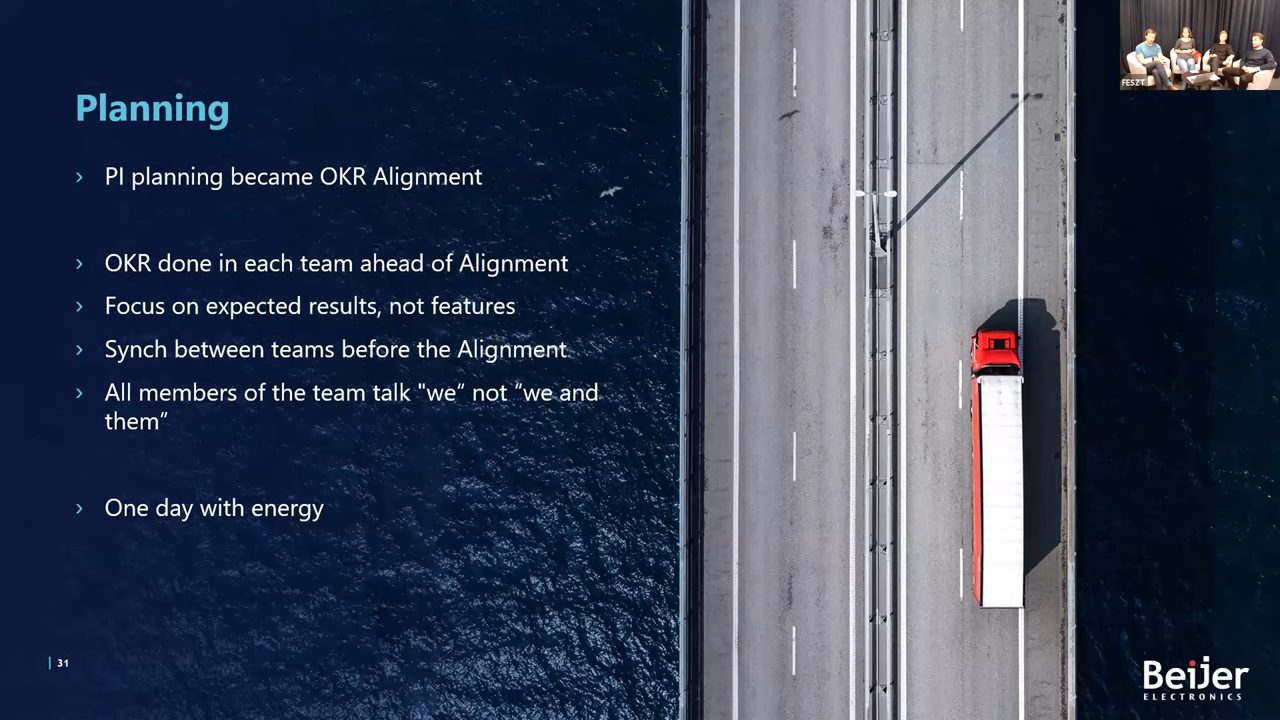 FESZT
Planning
› PI planning became OKR Alignment
› OKR done in each team ahead of Alignment
› Focus on expected results, not features
› Synch between teams before the Alignment
› All members of the team talk "we“ not “we and
them”
› One day with energy
31
BeiJer
ELECTRONICS